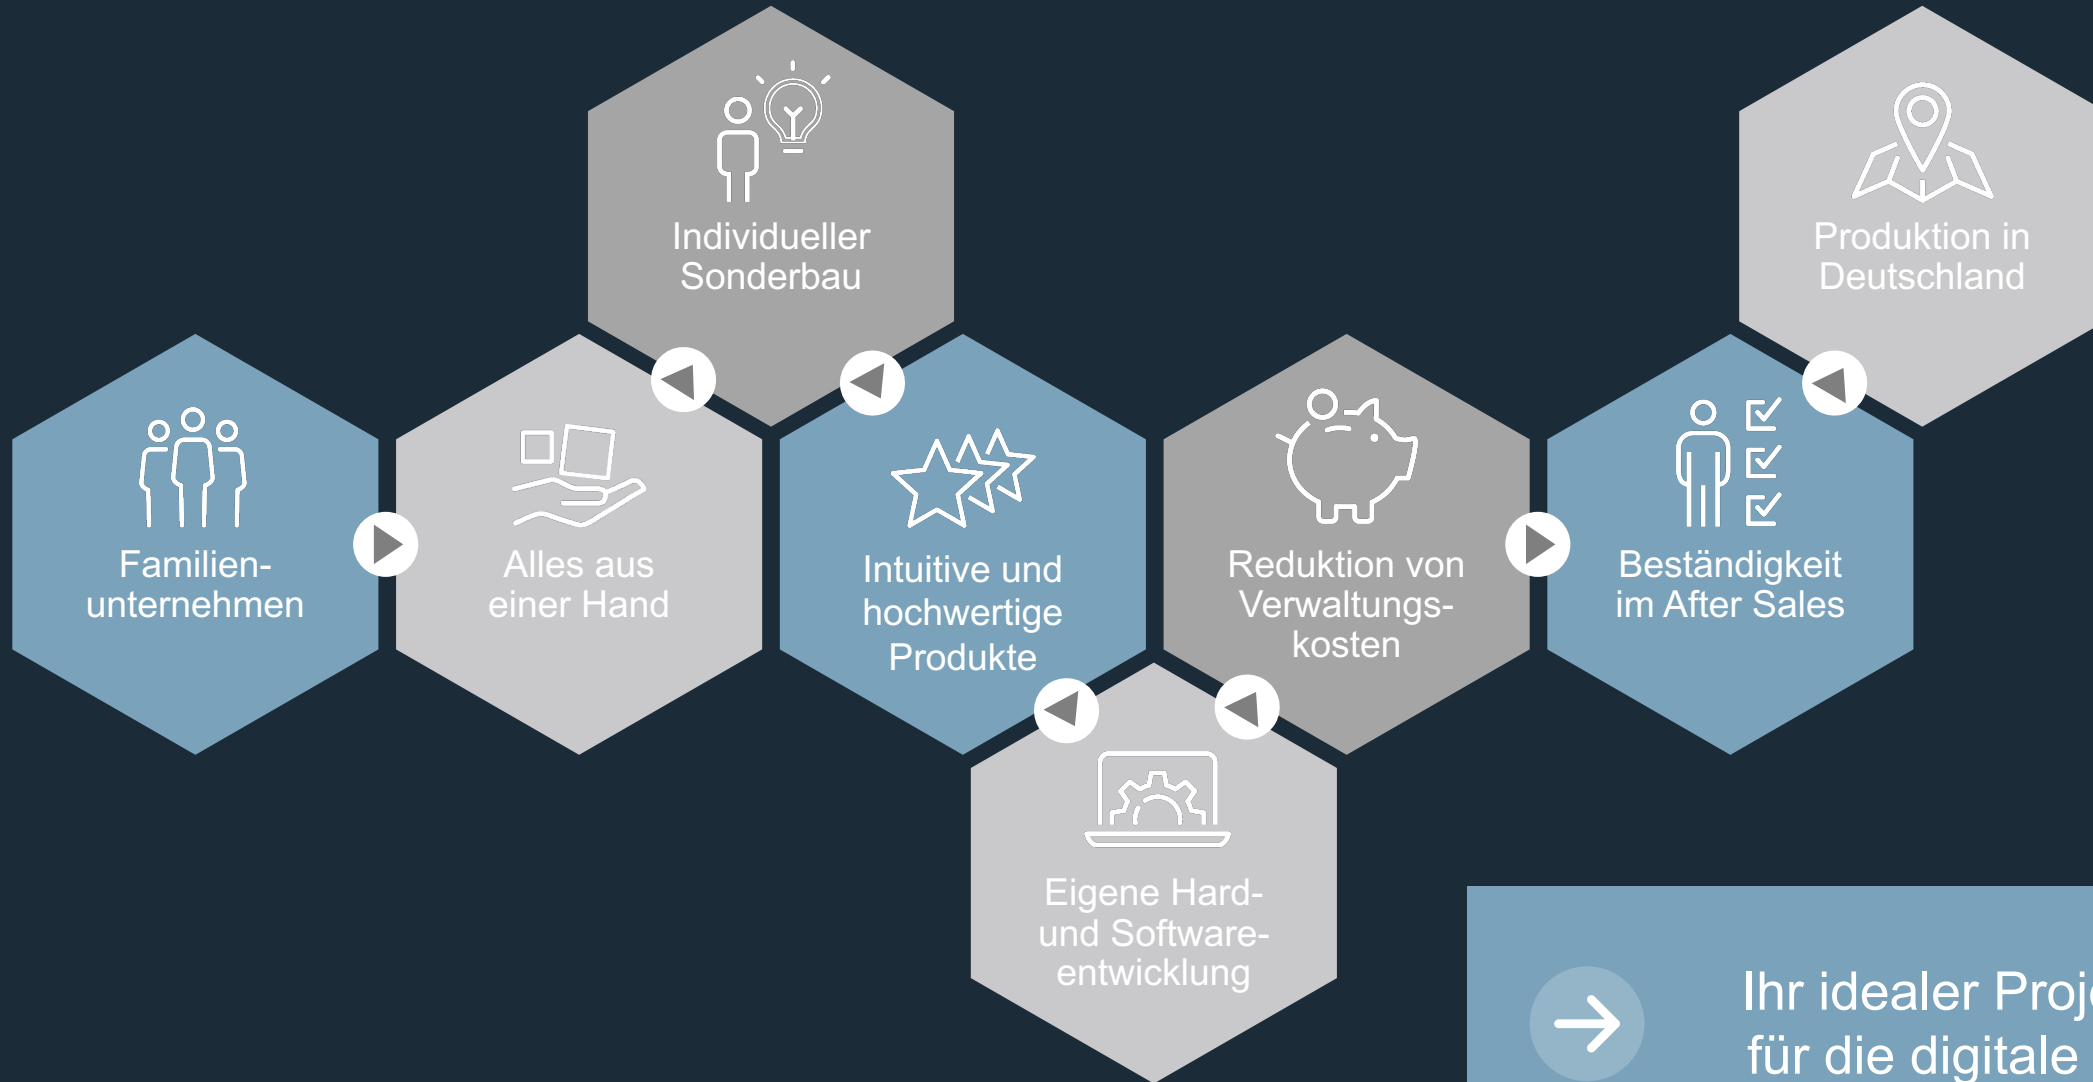 Individueller
Sonderbau
Produktion in
Deutschland
Familien-
unternehmen
Alles aus
einer Hand
Intuitive und
hochwertige
Produkte
Reduktion von
Verwaltungs-
kosten
Beständigkeit
im After Sales
Eigene Hard-
und Software-
entwicklung
Ihr idealer
für die digitale